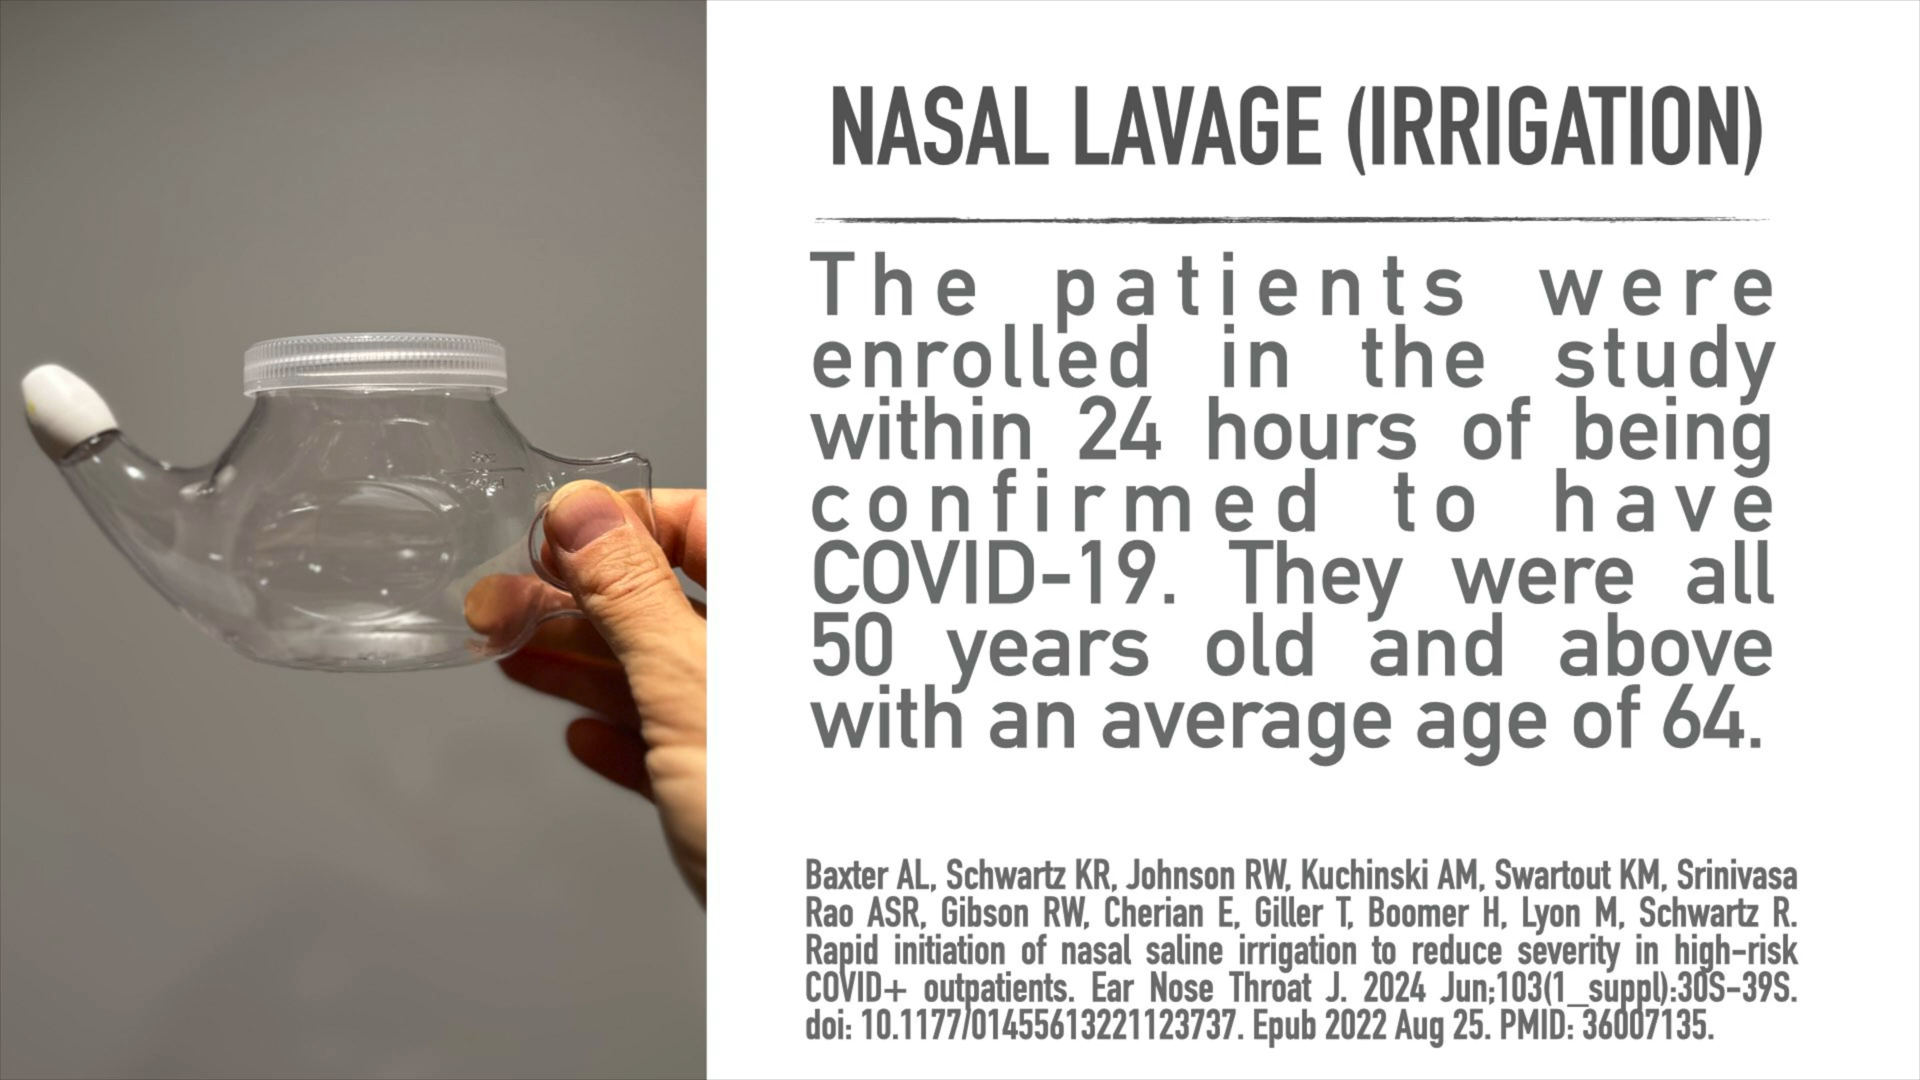 NASAL LAVAGE (IRRIGATION)
The patients were
enrolled in the study
within 24 hours of being
confirmed to have
COVID-19. They were all
50 years old and above
with an average age of 64.
Baxter AL, Schwartz KR, Johnson RW, Kuchinski AM, Swartout KM, Srinivasa
Rao ASR, Gibson RW, Cherian E, Giller T, Boomer H, Lyon M, Schwartz R.
Rapid initiation of nasal saline irrigation to reduce severity in high-risk
COVID+ outpatients. Ear Nose Throat J. 2024 Jun;103(1_suppl):30S-39S.
doi: 10.1177/01455613221123737. Epub 2022 Aug 25. PMID: 36007135.